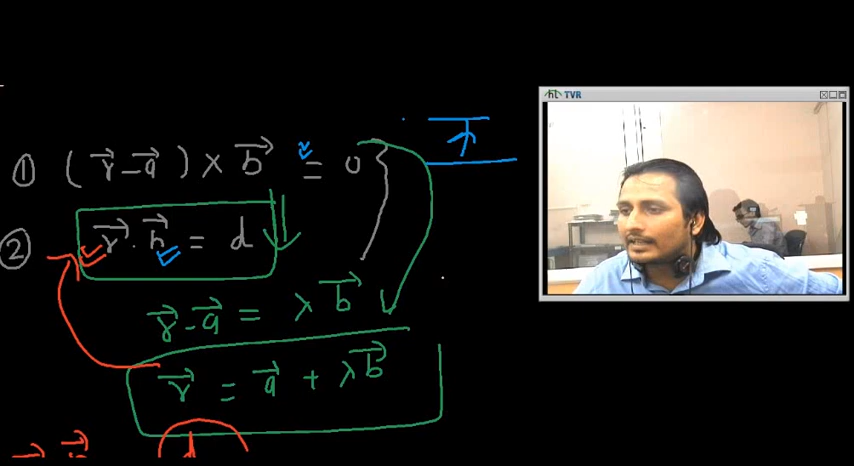 TVR
① (r⃗ - a⃗) × b⃗ = 0
② r⃗ · n⃗ = d
r⃗ - a⃗ = λ b⃗
r⃗ = a⃗ + λ b⃗
d